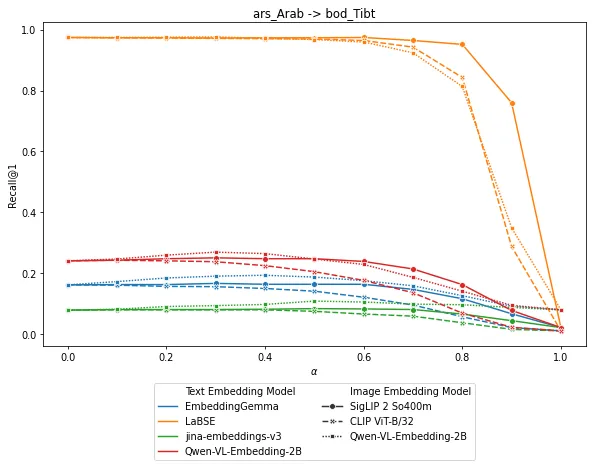 ars_Arab -> bod_Tibt
Recall@1
1.0
0.8
0.6
0.4
0.2
0.0
0.0 0.2 0.4 0.6 0.8 1.0
α
Text Embedding Model Image Embedding Model
EmbeddingGemma SigLIP 2 So400m
LaBSE CLIP ViT-B/32
jina-embeddings-v3 Qwen-VL-Embedding-2B
Qwen-VL-Embedding-2B